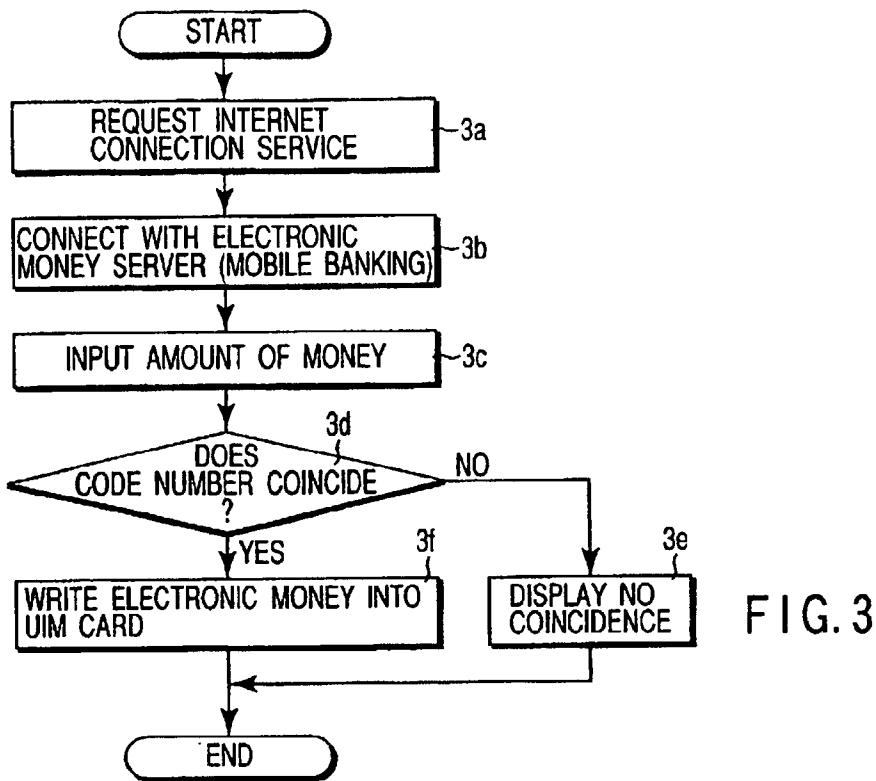 START
REQUEST INTERNET
CONNECTION SERVICE
3a
CONNECT WITH ELECTRONIC
MONEY SERVER (MOBILE BANKING)
3b
INPUT AMOUNT OF MONEY
3c
3d
DOES
CODE NUMBER COINCIDE
?
NO
YES
3f
WRITE ELECTRONIC MONEY INTO
UIM CARD
3e
DISPLAY NO
COINCIDENCE
END
FIG. 3